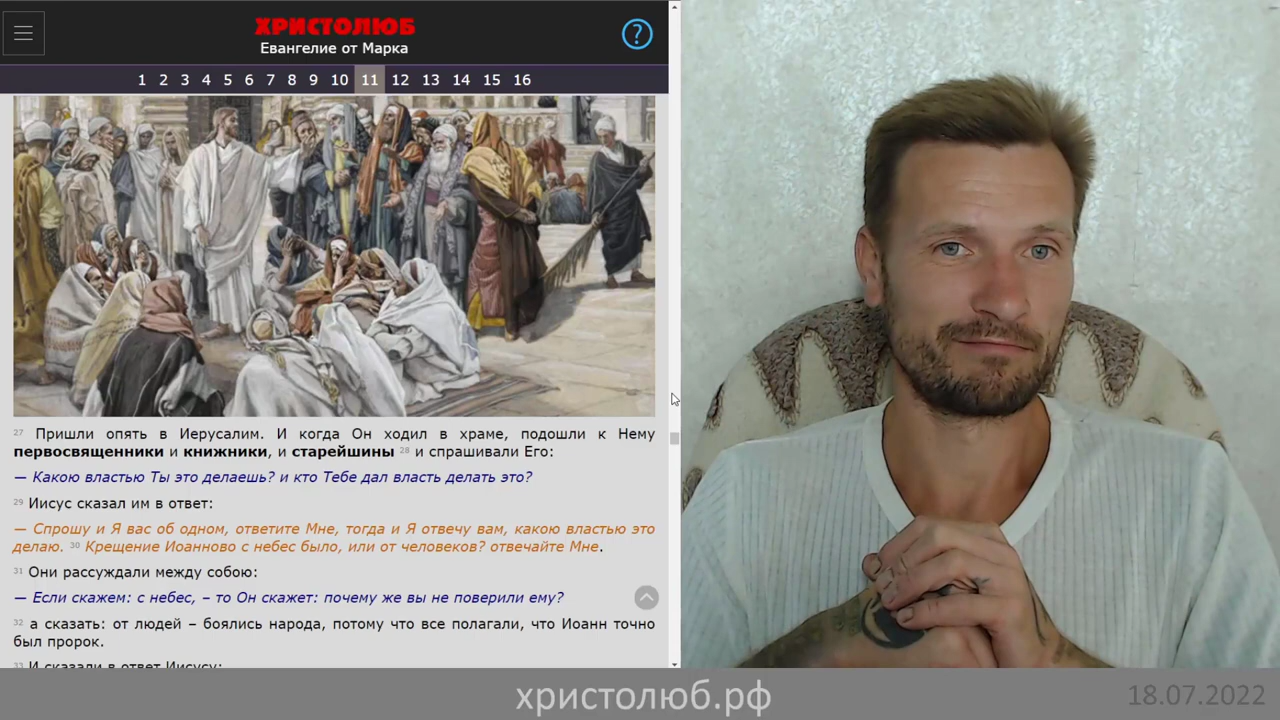 ХРИСТОЛЮБ
Евангелие от Марка
?
1 2 3 4 5 6 7 8 9 10 11 12 13 14 15 16
27 Пришли опять в Иерусалим. И когда Он ходил в храме, подошли к Нему
первосвященники и книжники, и старейшины 28 и спрашивали Его:
— Какою властью Ты это делаешь? и кто Тебе дал власть делать это?
29 Иисус сказал им в ответ:
— Спрошу и Я вас об одном, ответите Мне, тогда и Я отвечу вам, какою властью это
делаю. 30 Крещение Иоанново с небес было, или от человеков? отвечайте Мне.
31 Они рассуждали между собою:
— Если скажем: с небес, – то Он скажет: почему же вы не поверили ему?
32 а сказать: от людей – боялись народа, потому что все полагали, что Иоанн точно
был пророк.
33 И сказали в ответ Иисусу:
христолюб.рф
18.07.2022